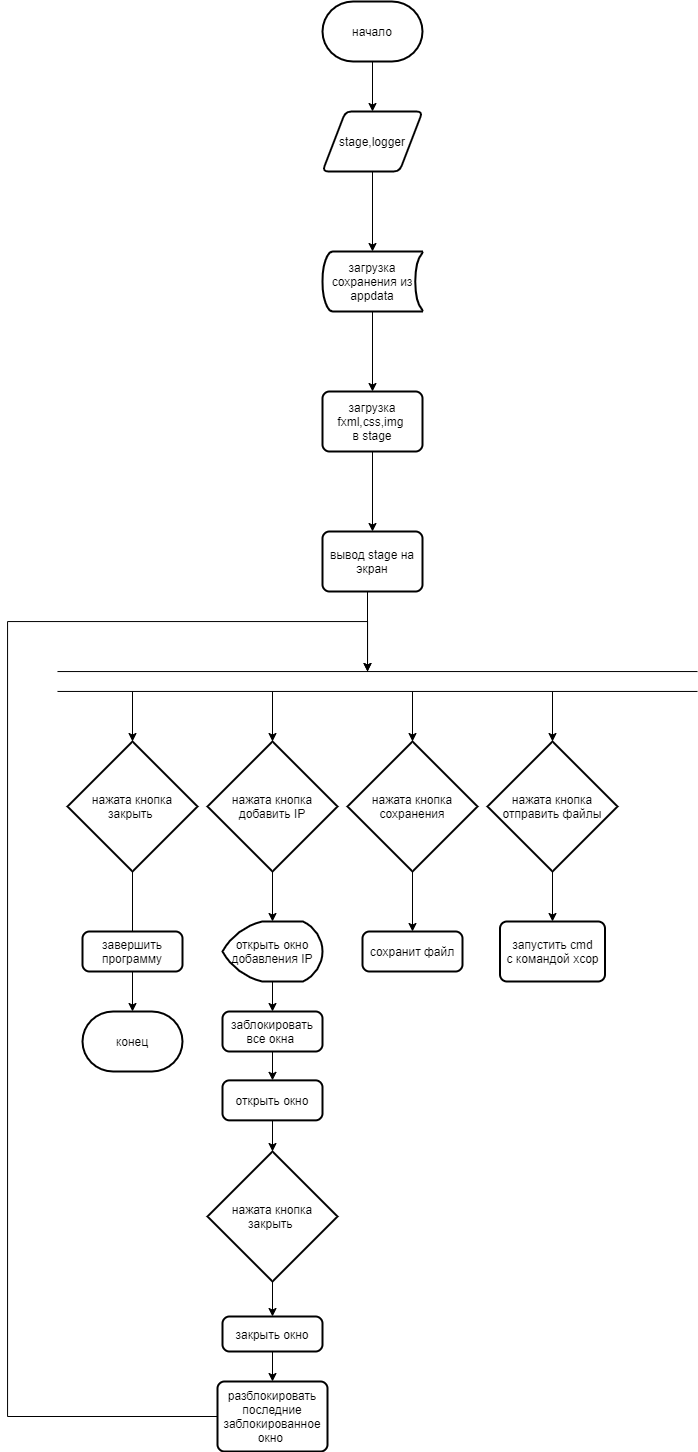 начало
stage,logger
загрузка
сохранения из
appdata
загрузка
fxml,css,img
в stage
вывод stage на
экран
нажата кнопка
закрыть
нажата кнопка
добавить IP
нажата кнопка
сохранения
нажата кнопка
отправить файлы
завершить
программу
открыть окно
добавления IP
сохранит файл
запустить cmd
с командой xcop
конец
заблокировать
все окна
открыть окно
нажата кнопка
закрыть
закрыть окно
разблокировать
последние
заблокированное
окно